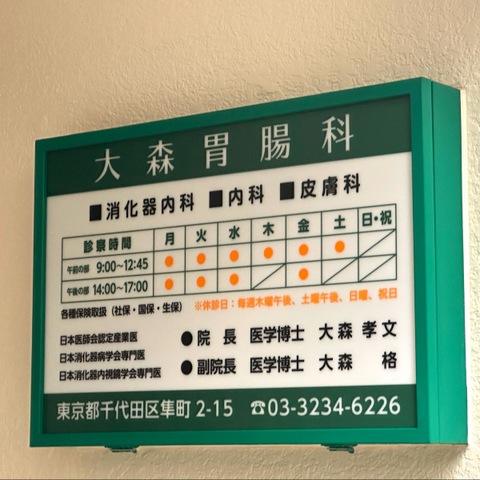 大森胃腸科
■消化器内科 ■内科 ■皮膚科
診察時間 月 火 水 木 金 土 日・祝
午前の部 9:00～12:45 ● ● ● ● ● ●
午後の部 14:00～17:00 ● ● ● ●
各種保険取扱（社保・国保・生保） ※休診日：毎週木曜午後、土曜午後、日曜、祝日
日本医師会認定産業医
日本消化器病学会専門医
日本消化器内視鏡学会専門医
●院長 医学博士 大森 孝文
●副院長 医学博士 大森 格
東京都千代田区隼町 2-15 ☎03-3234-6226